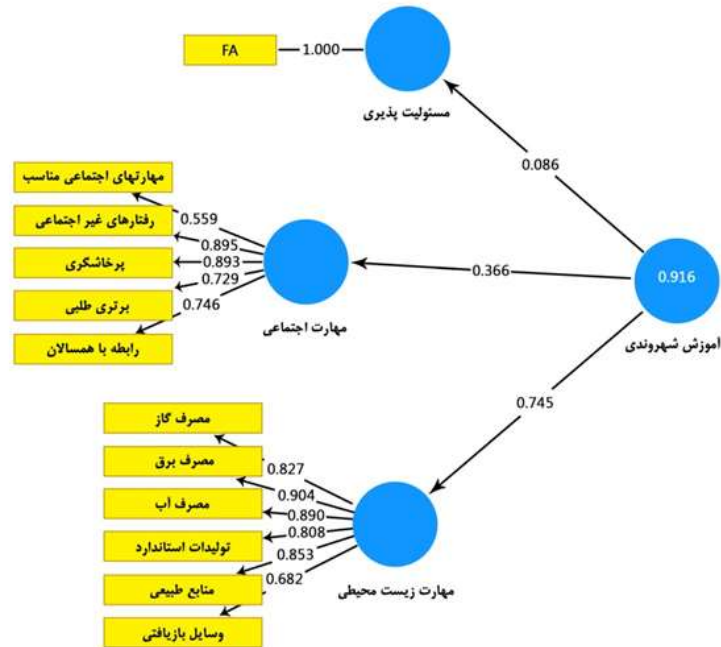 FA
1.000
مسئولیت پذیری
0.086
مهارتهای اجتماعی مناسب
رفتارهای غیر اجتماعی
پرخاشگری
برتری طلبی
رابطه با همسالان
0.559
0.895
0.893
0.729
0.746
مهارت اجتماعی
0.366
0.916
آموزش شهروندی
0.745
مصرف گاز
مصرف برق
مصرف آب
تولیدات استاندارد
منابع طبیعی
وسایل بازیافتی
0.827
0.904
0.890
0.808
0.853
0.682
مهارت زیست محیطی